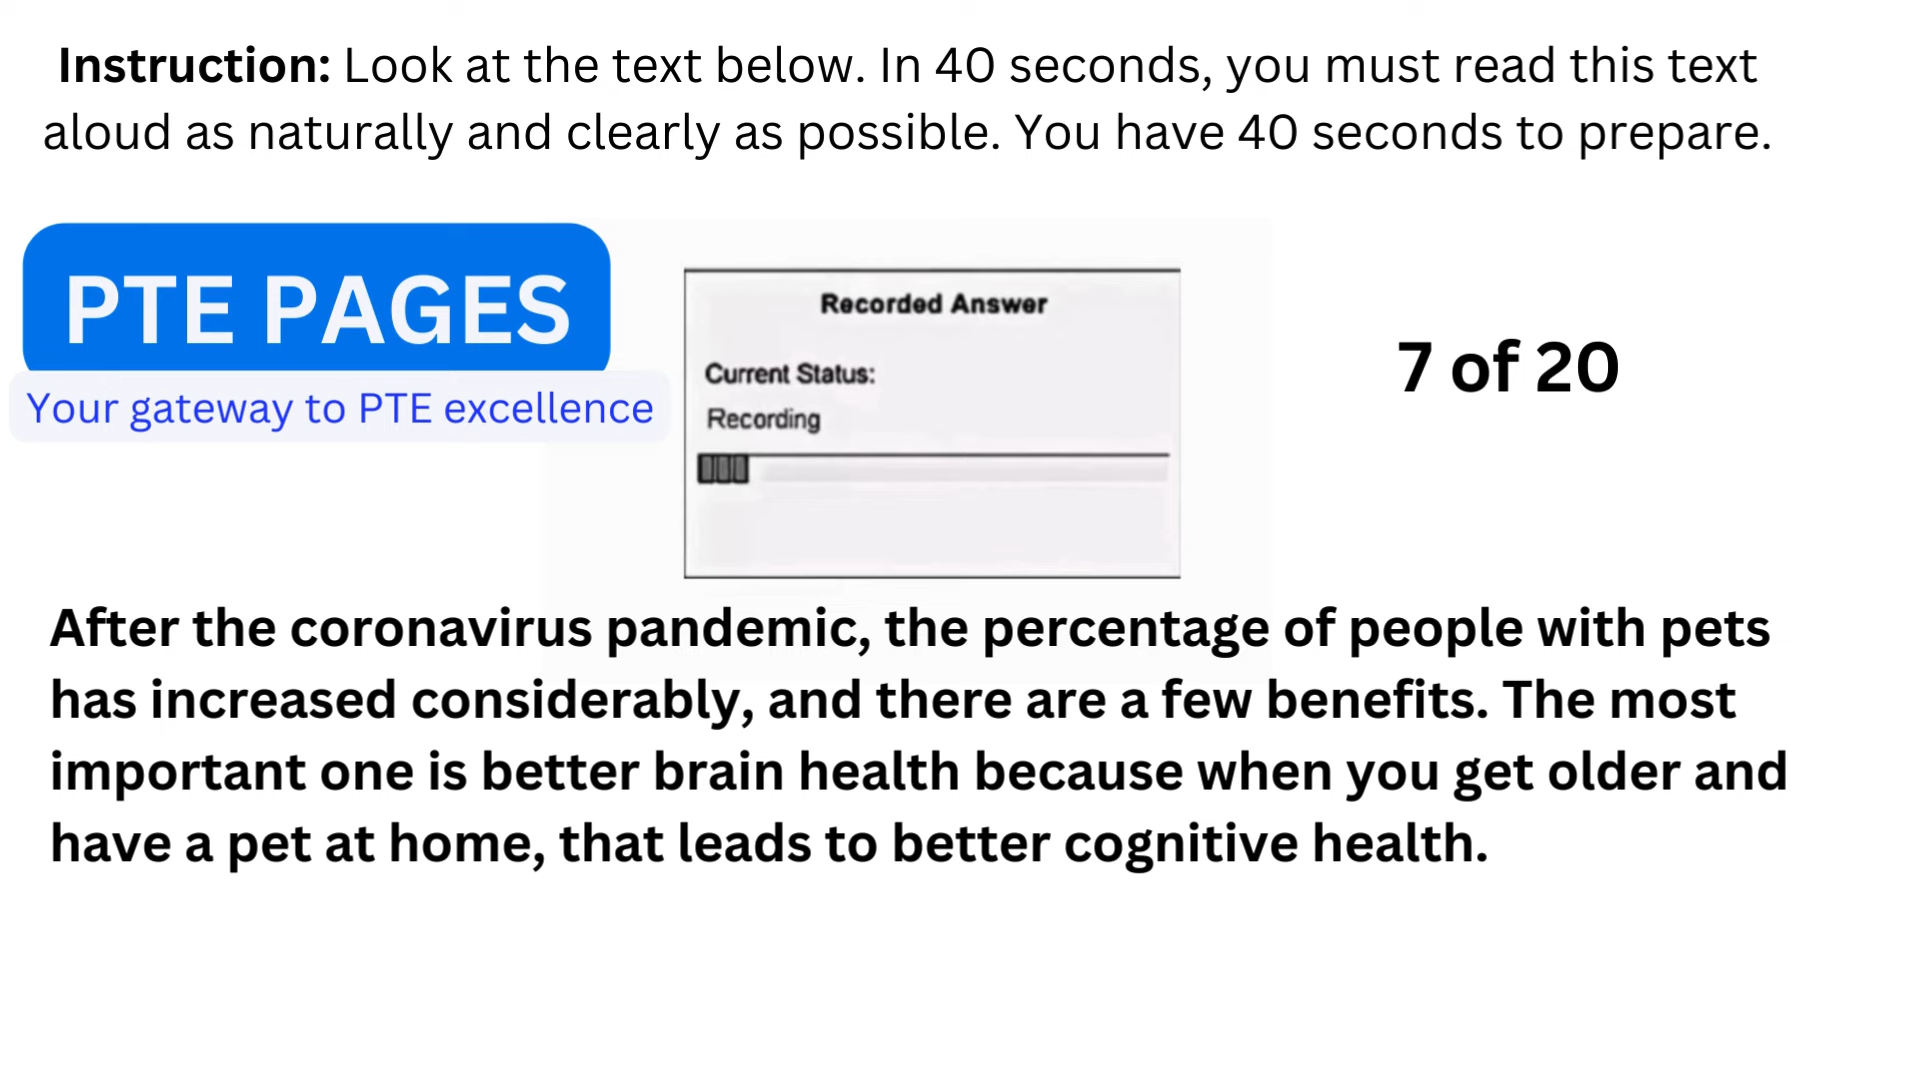 Instruction: Look at the text below. In 40 seconds, you must read this text
aloud as naturally and clearly as possible. You have 40 seconds to prepare.
PTE PAGES
Your gateway to PTE excellence
Recorded Answer
Current Status:
Recording
7 of 20
After the coronavirus pandemic, the percentage of people with pets
has increased considerably, and there are a few benefits. The most
important one is better brain health because when you get older and
have a pet at home, that leads to better cognitive health.